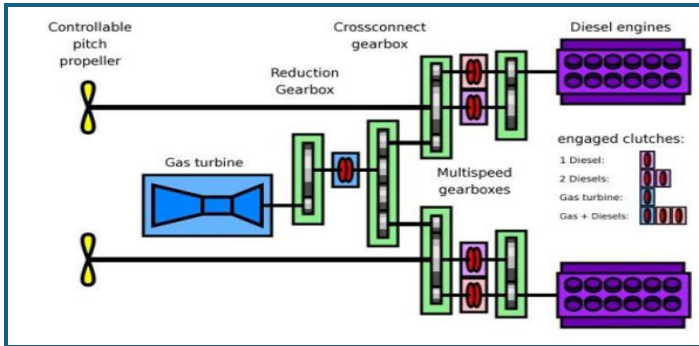 Controllable
pitch
propeller
Crossconnect
gearbox
Diesel engines
Reduction
Gearbox
Gas turbine
Multispeed
gearboxes
engaged clutches:
1 Diesel:
2 Diesels:
Gas turbine:
Gas + Diesels: